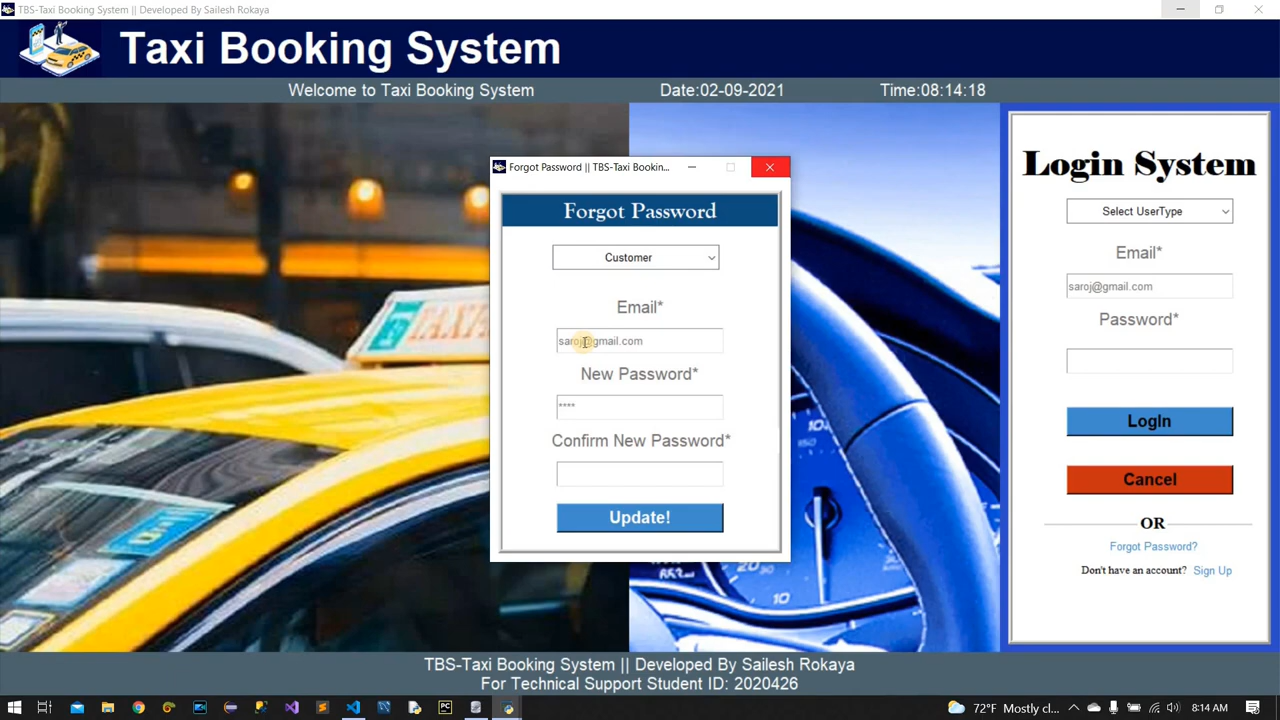 TBS-Taxi Booking System || Developed By Sailesh Rokaya
Taxi Booking System
Welcome to Taxi Booking System
Date:02-09-2021
Time:08:14:18
TAXI
Forgot Password || TBS-Taxi Bookin...
Forgot Password
Customer
Email*
saroj@gmail.com
New Password*
****
Confirm New Password*
Update!
Login System
Select UserType
Email*
saroj@gmail.com
Password*
LogIn
Cancel
OR
Forgot Password?
Don't have an account? Sign Up
TBS-Taxi Booking System || Developed By Sailesh Rokaya
For Technical Support Student ID: 2020426
72°F Mostly cl...
8:14 AM